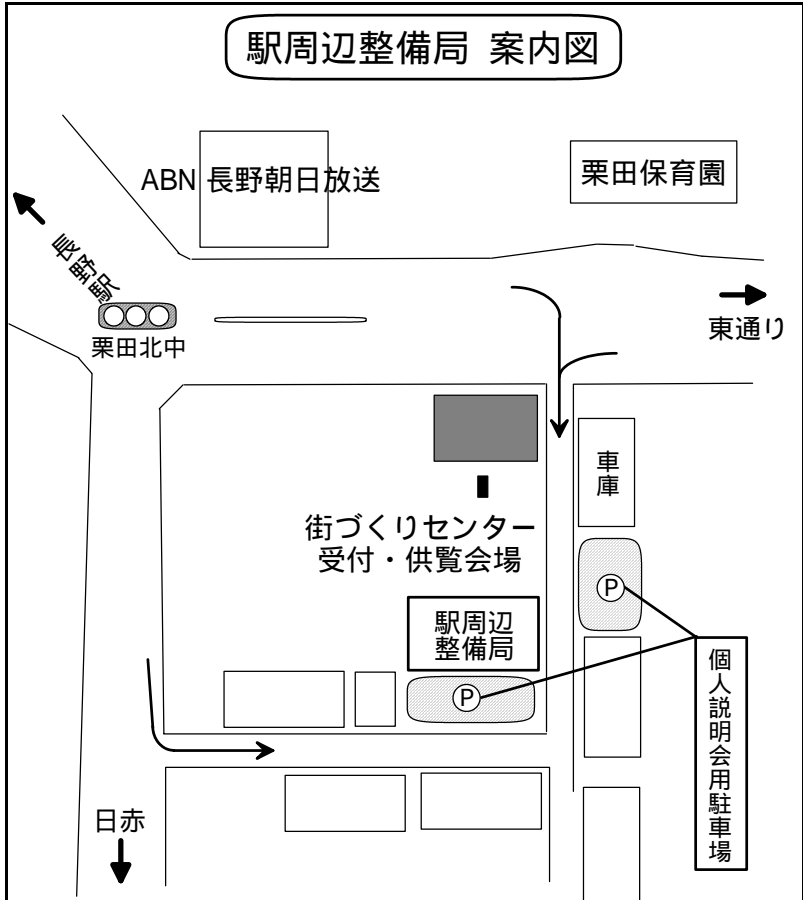 駅周辺整備局 案内図
ABN 長野朝日放送
栗田保育園
長野駅
栗田北中
東通り
車庫
街づくりセンター
受付・供覧会場
P
駅周辺
整備局
P
個人説明会用駐車場
日赤